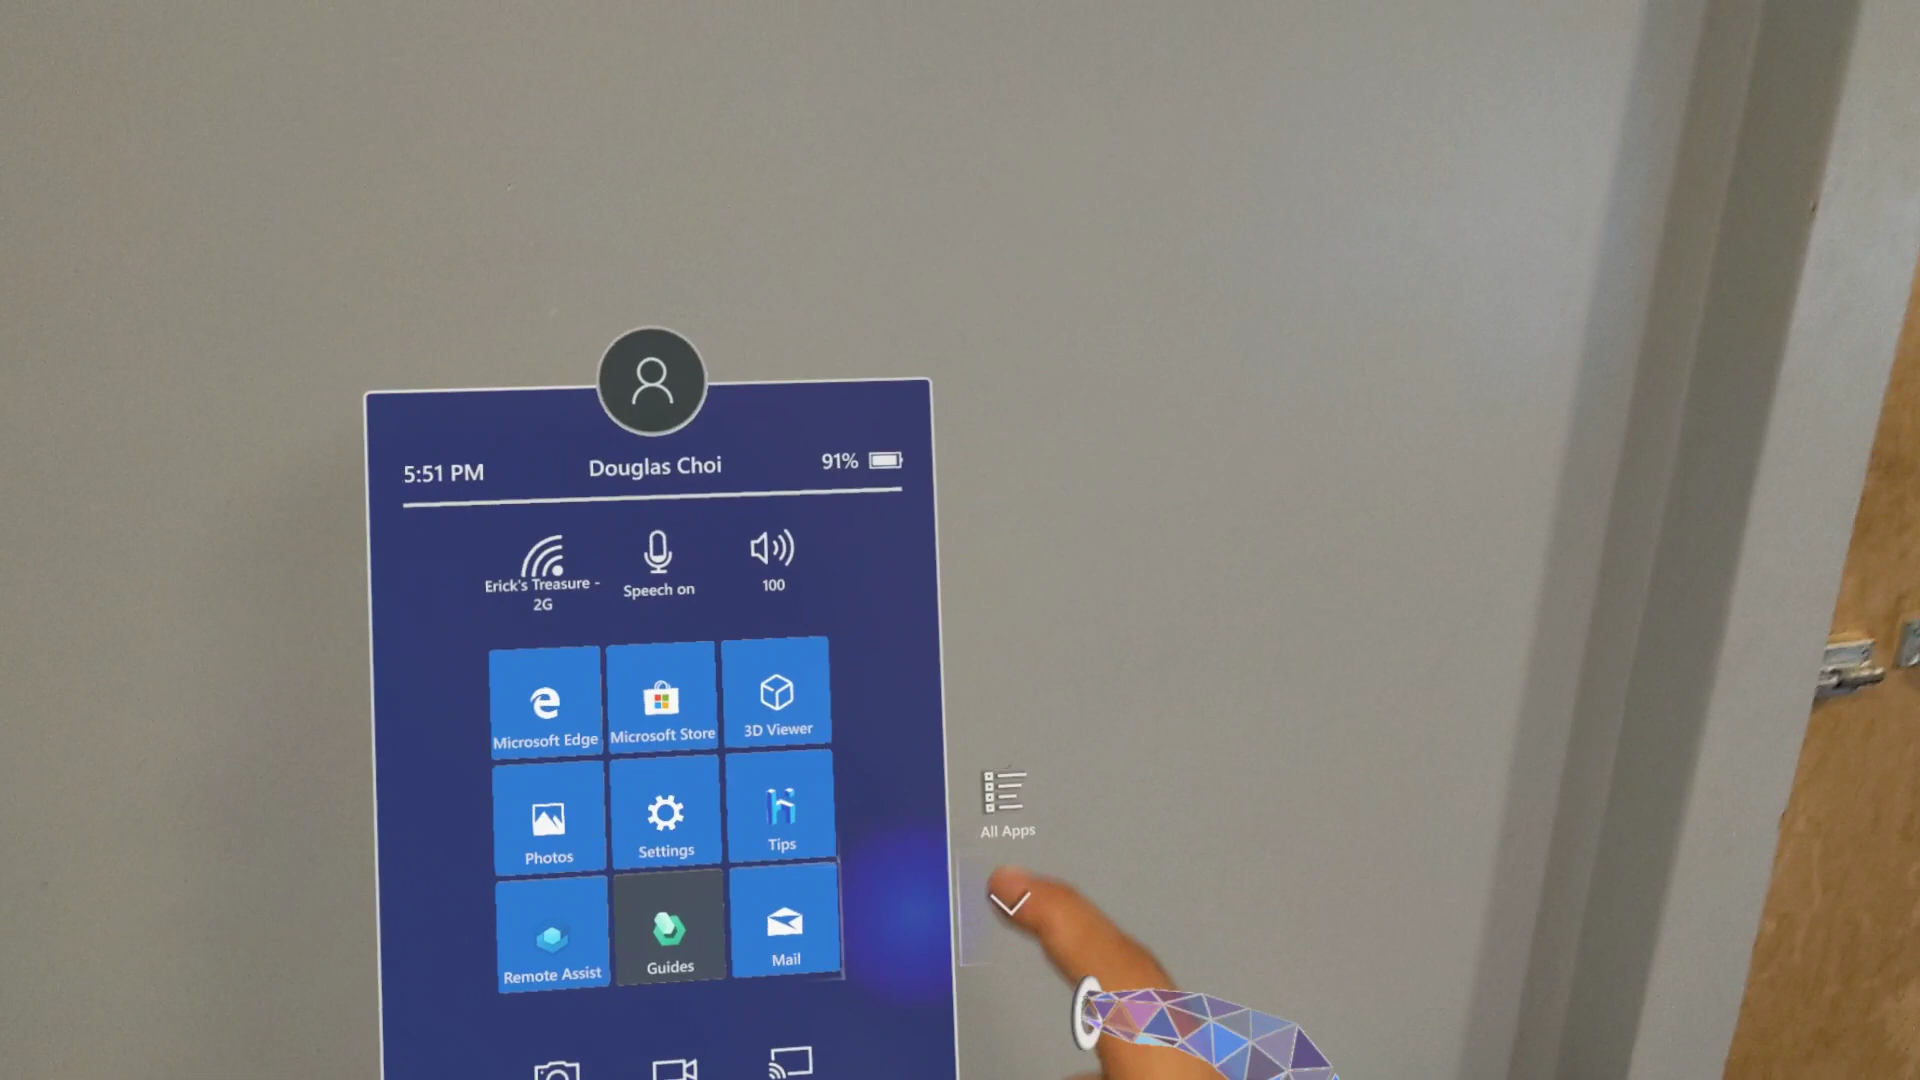 5:51 PM
Douglas Choi
91%
Erick's Treasure -
2G
Speech on
100
Microsoft Edge
Microsoft Store
3D Viewer
Photos
Settings
Tips
All Apps
Remote Assist
Guides
Mail